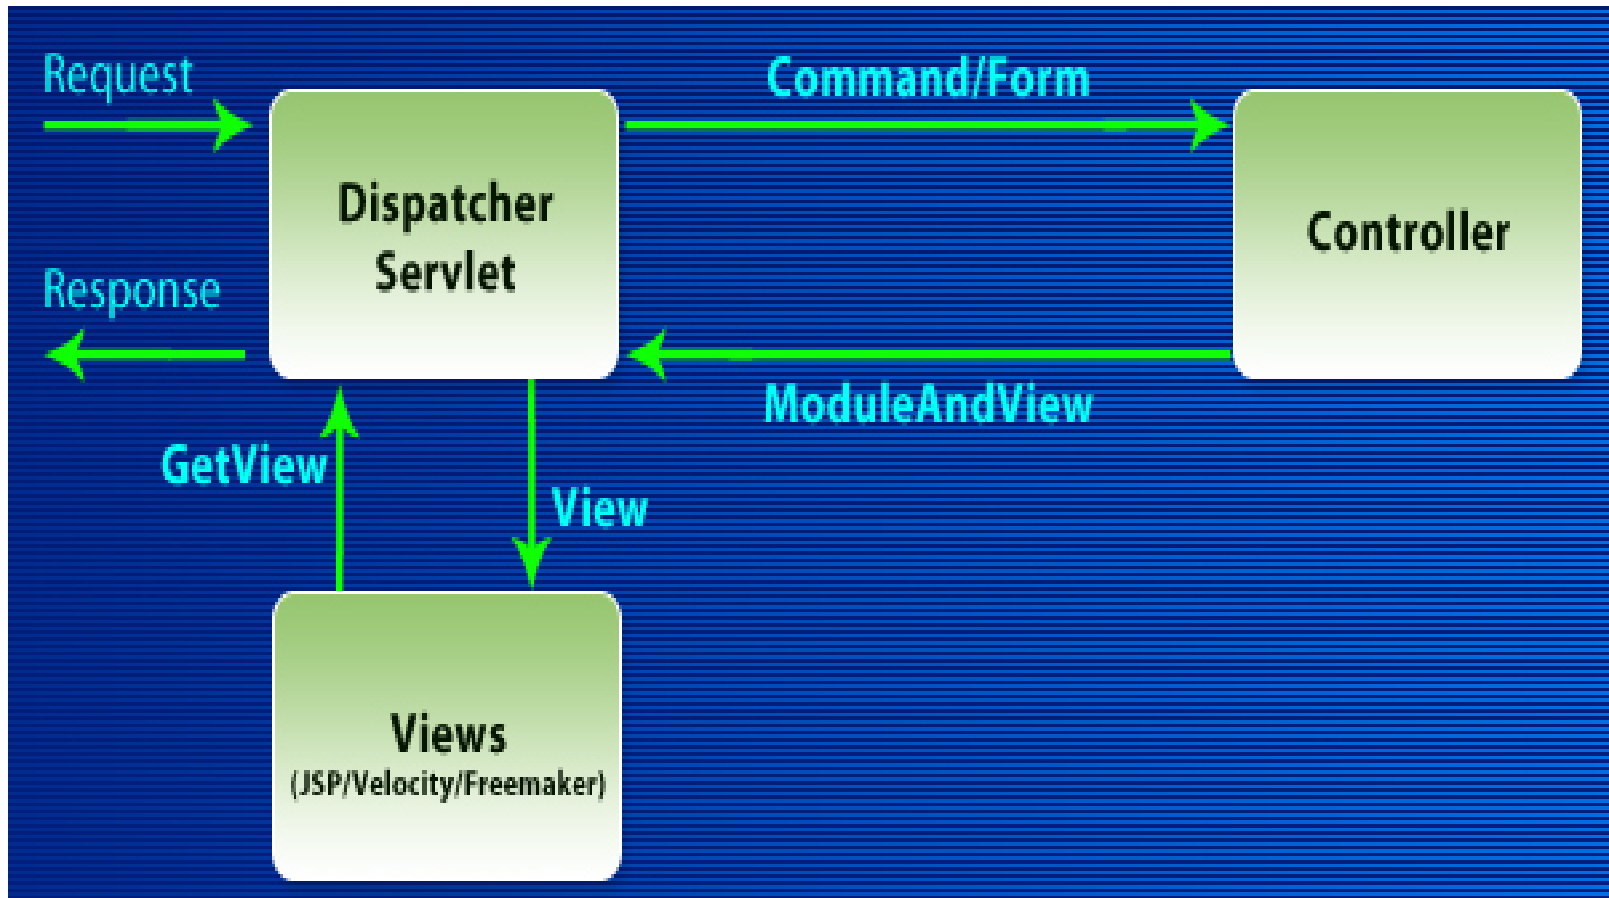 Request
Command/Form
Dispatcher
Servlet
Controller
Response
ModuleAndView
GetView
View
Views
(JSP/Velocity/Freemaker)